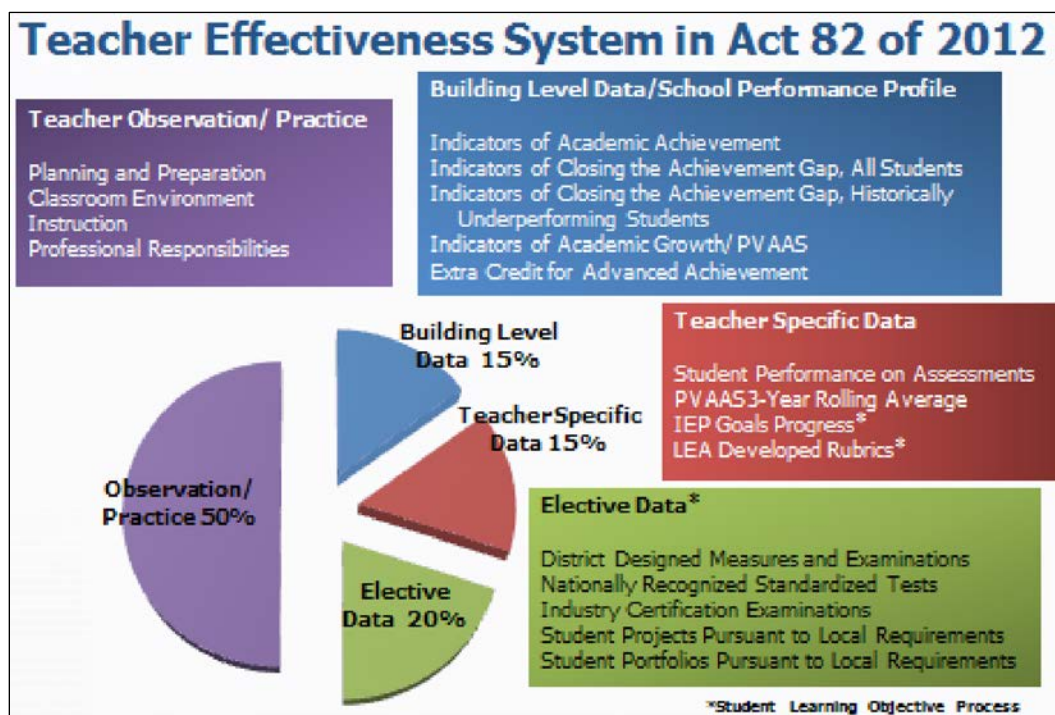 Teacher Effectiveness System in Act 82 of 2012
Teacher Observation/ Practice
Planning and Preparation
Classroom Environment
Instruction
Professional Responsibilities
Building Level Data/School Performance Profile
Indicators of Academic Achievement
Indicators of Closing the Achievement Gap, All Students
Indicators of Closing the Achievement Gap, Historically
Underperforming Students
Indicators of Academic Growth/ PVAAS
Extra Credit for Advanced Achievement
Building Level
Data 15%
Teacher Specific
Data 15%
Observation/
Practice 50%
Elective
Data 20%
Teacher Specific Data
Student Performance on Assessments
PVAAS 3-Year Rolling Average
IEP Goals Progress*
LEA Developed Rubrics*
Elective Data*
District Designed Measures and Examinations
Nationally Recognized Standardized Tests
Industry Certification Examinations
Student Projects Pursuant to Local Requirements
Student Portfolios Pursuant to Local Requirements
*Student Learning Objective Process